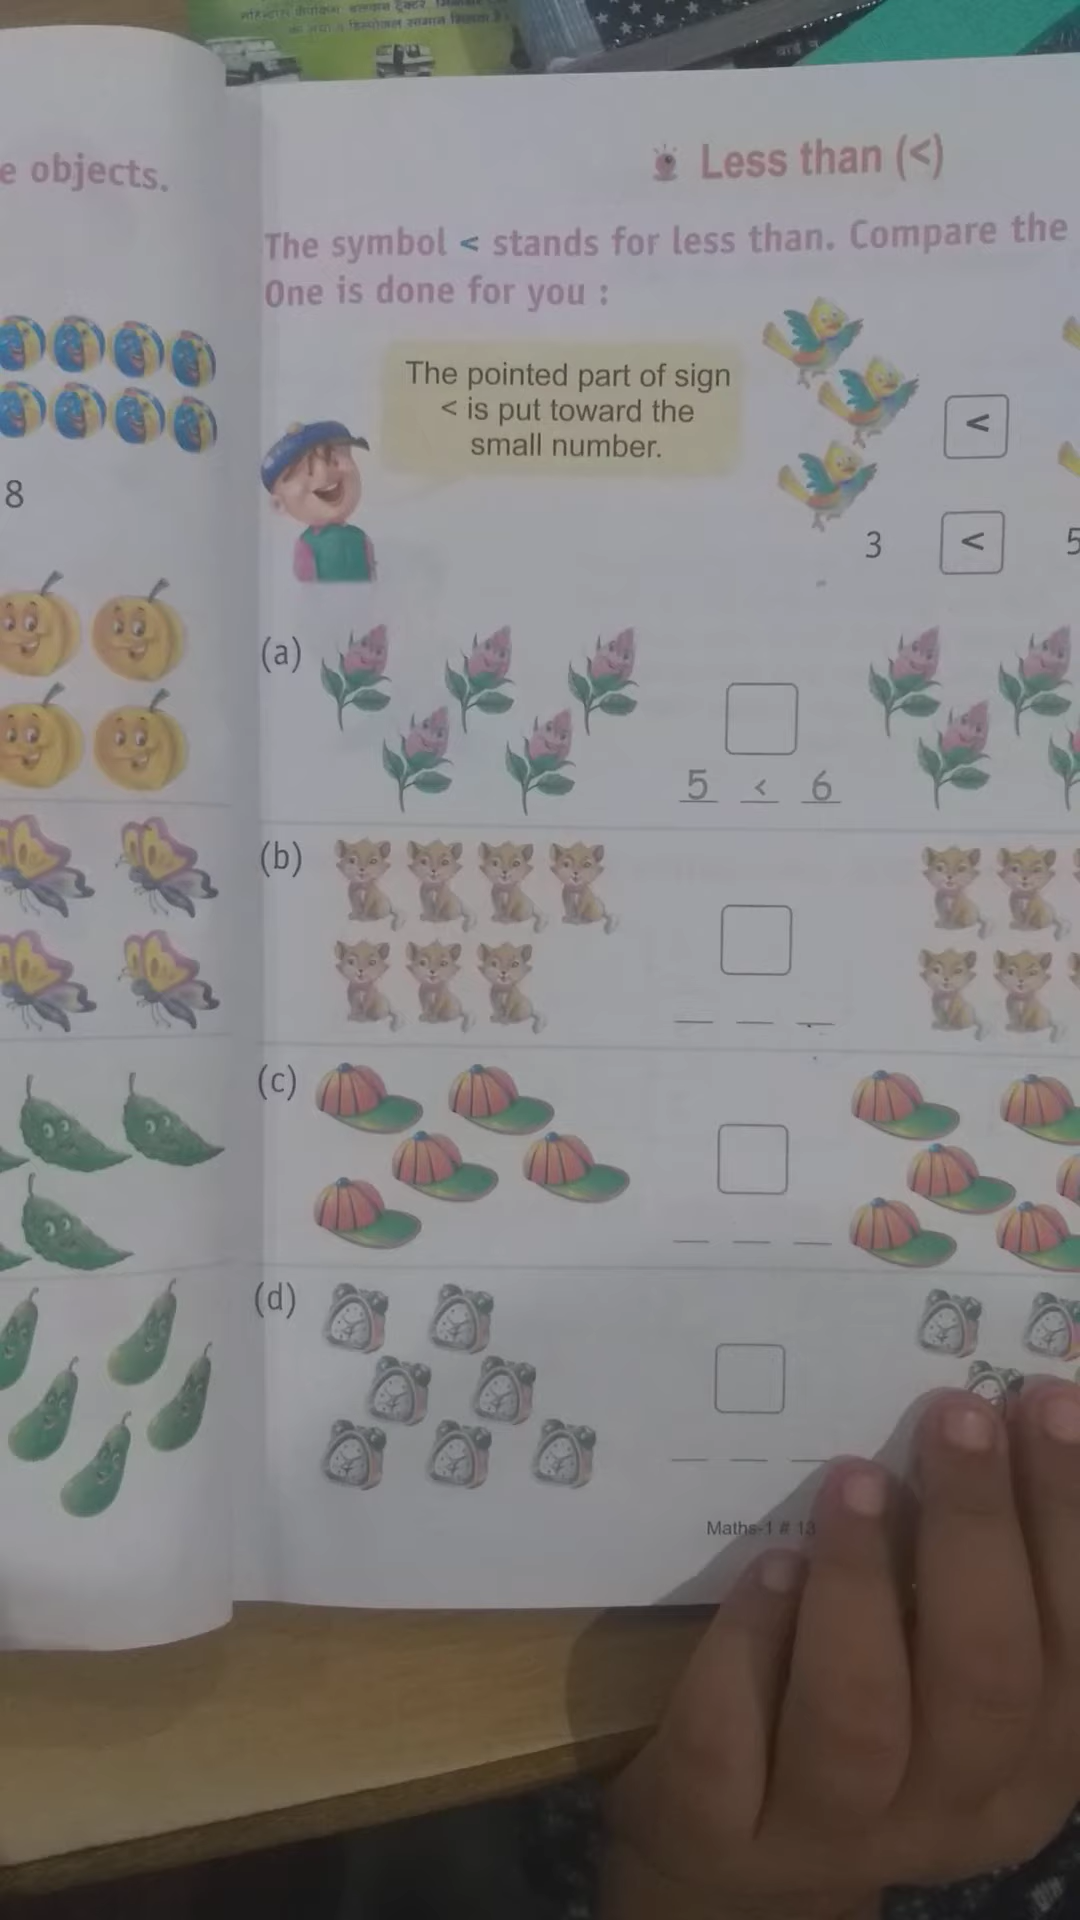 e objects.
8
Less than (<)
The symbol < stands for less than. Compare the
One is done for you :
The pointed part of sign
< is put toward the
small number.
<
3 < 5
(a)
5 < 6
(b)
(c)
(d)
Maths-1 # 13